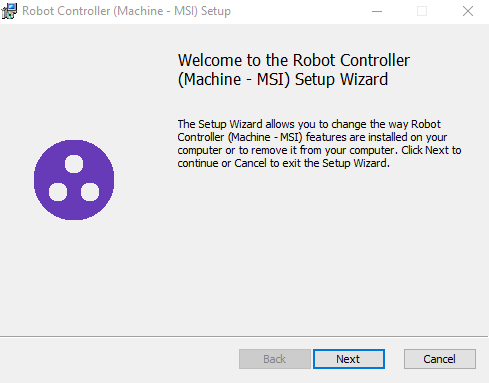 Robot Controller (Machine - MSI) Setup
Welcome to the Robot Controller
(Machine - MSI) Setup Wizard
The Setup Wizard allows you to change the way Robot
Controller (Machine - MSI) features are installed on your
computer or to remove it from your computer. Click Next to
continue or Cancel to exit the Setup Wizard.
Back
Next
Cancel